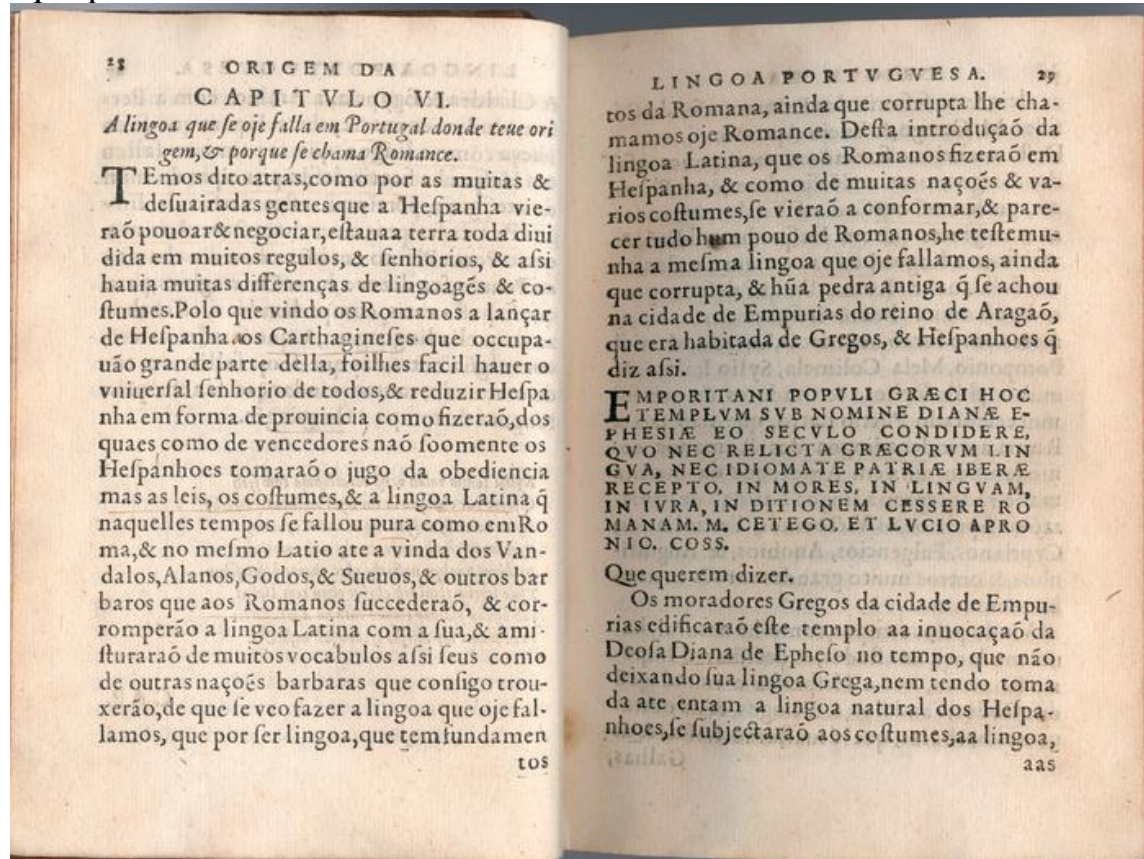 28 ORIGEM DA
CAPITVLO VI.
A lingoa que ſe oje falla em Portugal donde teue ori
gem, & porque ſe chama Romance.
TEmos dito atras, como por as muitas &
deſuairadas gentes que a Heſpanha vie-
raõ pouoar & negociar, eſtaua a terra toda diui
dida em muitos regulos, & ſenhorios, & aſsi
hauia muitas differenças de lingoagẽs & co-
ſtumes. Polo que vindo os Romanos a lançar
de Heſpanha aos Carthagineſes que occupa-
uão grande parte della, foilhes facil hauer o
vniuerſal ſenhorio de todos, & reduzir Heſpa
nha em forma de prouincia como fizeraõ, dos
quaes como de vencedores naõ ſoomente os
Heſpanhoes tomaraõ o jugo da obediencia
mas as leis, os coſtumes, & a lingoa Latina q̃
naquelles tempos ſe fallou pura como em Ro
ma, & no meſmo Latio ate a vinda dos Van-
dalos, Alanos, Godos, & Sueuos, & outros bar
baros que aos Romanos ſuccederaõ, & cor-
romperão a lingoa Latina com a ſua, & ami-
ſturaraõ de muitos vocabulos aſsi ſeus como
de outras naçoẽs barbaras que conſigo trou-
xerão, de que ſe veo fazer a lingoa que oje fal-
lamos, que por ſer lingoa, que tem fundamen
tos
LINGOA PORTVGVESA. 29
tos da Romana, ainda que corrupta lhe cha-
mamos oje Romance. Deſta introduçaõ da
lingoa Latina, que os Romanos fizeraõ em
Heſpanha, & como de muitas naçoẽs & va-
rios coſtumes, ſe vieraõ a conformar, & pare-
cer tudo hum pouo de Romanos, he teſtemu-
nha a meſma lingoa que oje fallamos, ainda
que corrupta, & hũa pedra antiga q̃ ſe achou
na cidade de Empurias do reino de Aragaõ,
que era habitada de Gregos, & Heſpanhoes q̃
diz aſsi.
EMPORITANI POPVLI GRÆCI HOC
TEMPLVM SVB NOMINE DIANÆ E-
PHESIÆ EO SECVLO CONDIDERE,
QVO NEC RELICTA GRÆCORVM LIN
GVA, NEC IDIOMATE PATRIÆ IBERÆ
RECEPTO, IN MORES, IN LINGVAM,
IN IVRA, IN DITIONEM CESSERE RO
MANAM. M. CETEGO. ET LVCIO APRO
NIO. COSS.
Que querem dizer.
Os moradores Gregos da cidade de Empu-
rias edificaraõ eſte templo aa inuocaçaõ da
Deoſa Diana de Epheſo no tempo, que não
deixando ſua lingoa Grega, nem tendo toma
da ate entam a lingoa natural dos Heſpa-
nhoes, ſe ſubjectaraõ aos coſtumes, aa lingoa,
aas